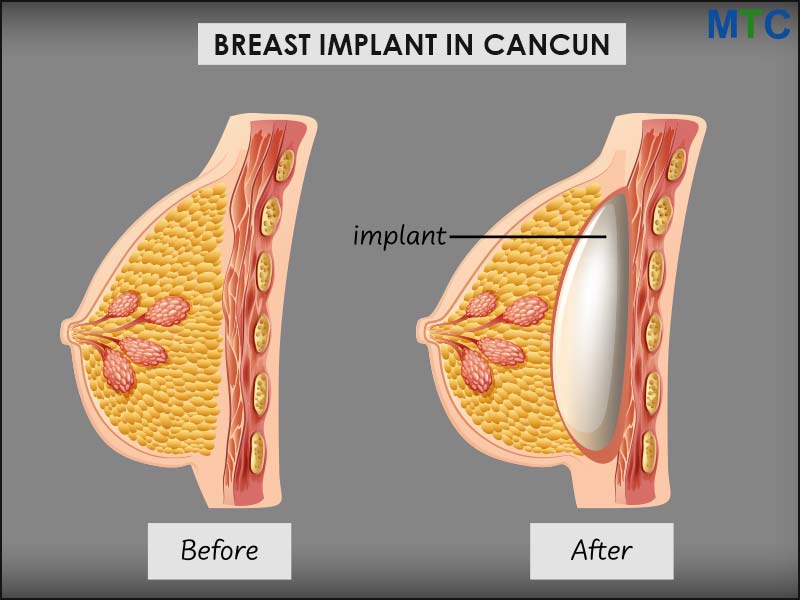 MTC
BREAST IMPLANT IN CANCUN
implant
Before
After